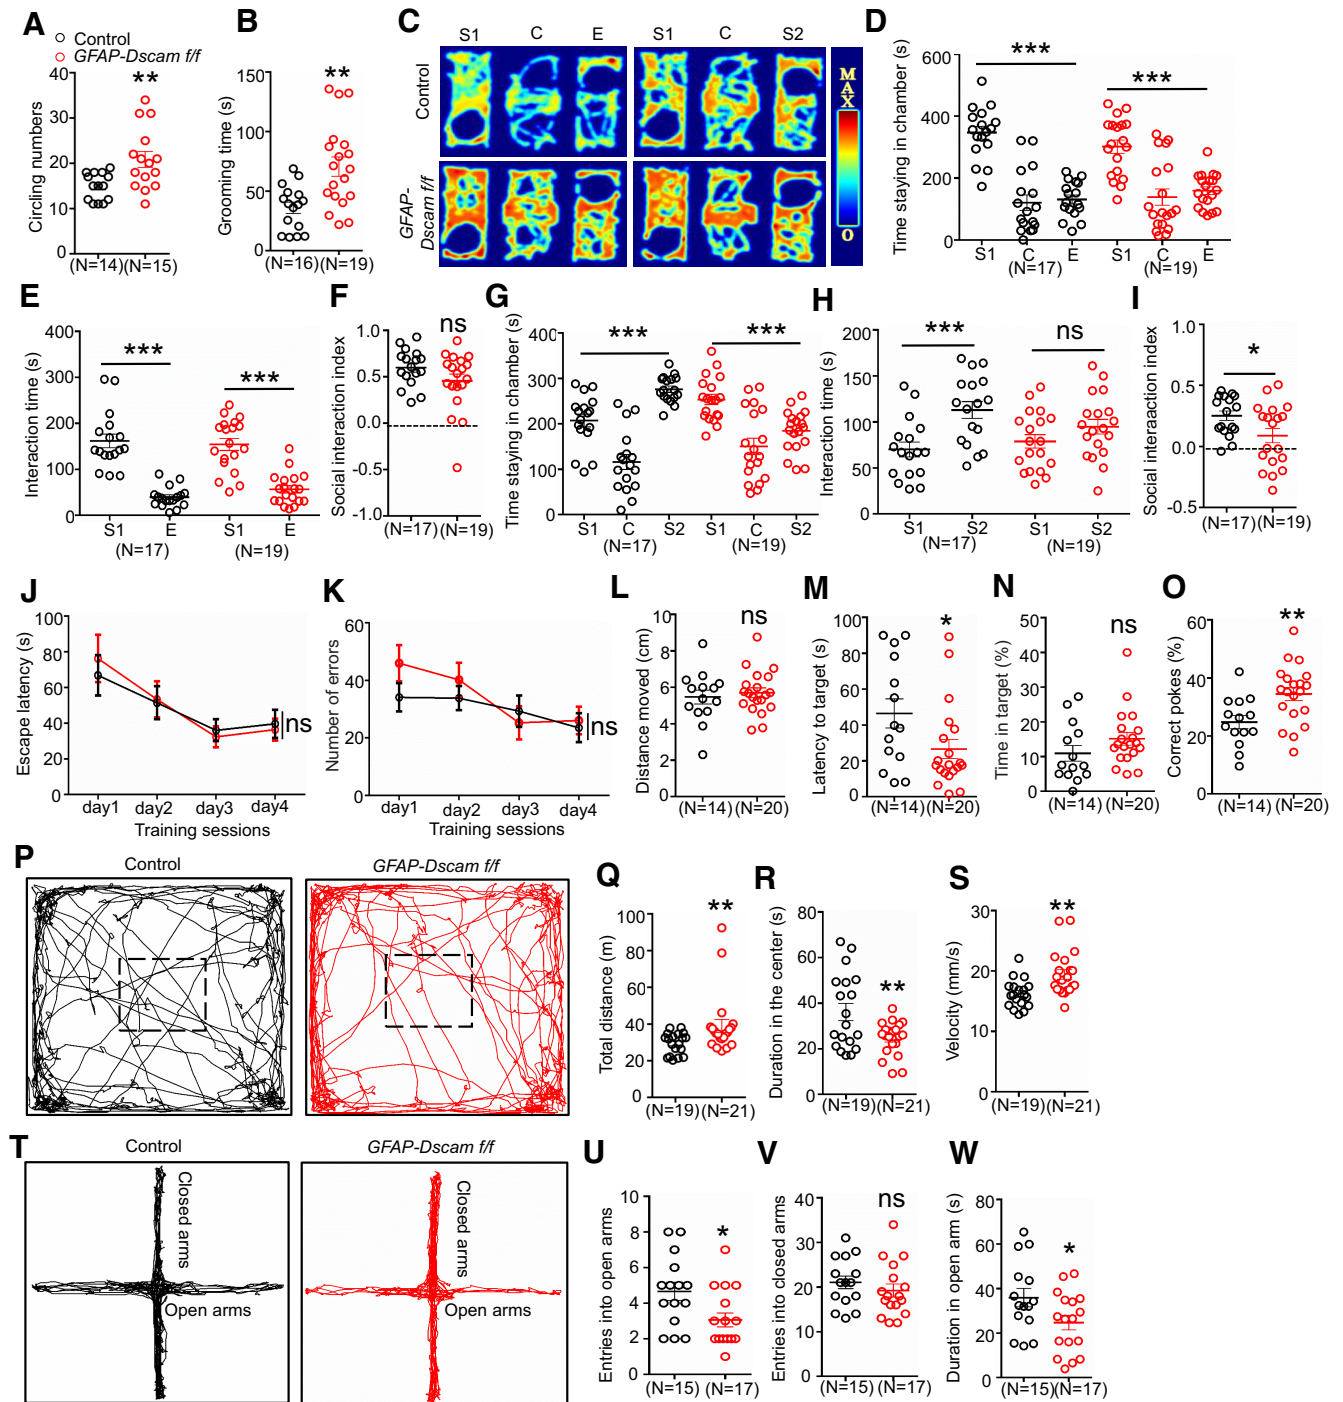 A
Control
GFAP-Dscam f/f
**
Circling numbers
40
30
20
10
0
(N=14)(N=15)
B
**
Grooming time (s)
150
100
50
0
(N=16)(N=19)
C
S1 C E S1 C S2
Control
GFAP-
Dscam f/f
MAX
0
D
Time staying in chamber (s)
600
400
200
0
*** ***
S1 C E S1 C E
(N=17) (N=19)
E
Interaction time (s)
400
300
200
100
0
*** ***
S1 E S1 E
(N=17) (N=19)
F
ns
Social interaction index
1.0
0.5
0.0
-0.5
-1.0
(N=17) (N=19)
G
Time staying in chamber (s)
400
300
200
100
0
*** ***
S1 C S2 S1 C S2
(N=17) (N=19)
H
Interaction time (s)
200
150
100
50
0
*** ns
S1 S2 S1 S2
(N=17) (N=19)
I
Social interaction index
1.0
0.5
0.0
-0.5
*
(N=17) (N=19)
J
Escape latency (s)
100
80
60
40
20
0
ns
day1 day2 day3 day4
Training sessions
K
Number of errors
60
40
20
0
ns
day1 day2 day3 day4
Training sessions
L
ns
Distance moved (cm)
10
8
6
4
2
0
(N=14) (N=20)
M
*
Latency to target (s)
100
80
60
40
20
0
(N=14) (N=20)
N
ns
Time in target (%)
50
40
30
20
10
0
(N=14) (N=20)
O
**
Correct pokes (%)
60
40
20
0
(N=14) (N=20)
P
Control
GFAP-Dscam f/f
Q
**
Total distance (m)
100
80
60
40
20
0
(N=19) (N=21)
R
**
Duration in the center (s)
80
60
40
20
0
(N=19) (N=21)
S
**
Velocity (mm/s)
30
20
10
0
(N=19) (N=21)
T
Control
GFAP-Dscam f/f
Closed arms
Open arms
Closed arms
Open arms
U
*
Entries into open arms
10
8
6
4
2
0
(N=15) (N=17)
V
ns
Entries into closed arms
40
30
20
10
0
(N=15) (N=17)
W
*
Duration in open arm (s)
80
60
40
20
0
(N=15)(N=17)